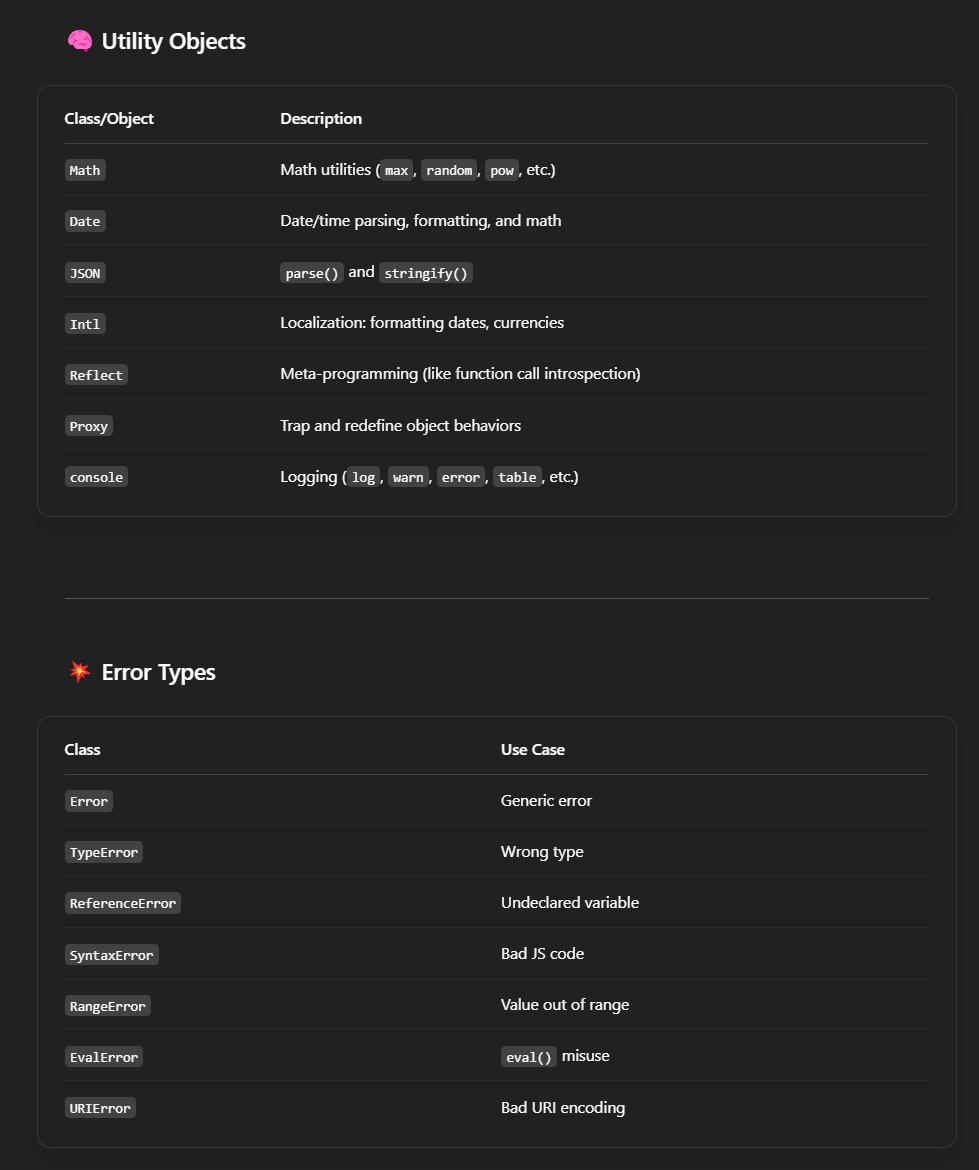 🧠 Utility Objects
Class/Object Description
Math Math utilities (max, random, pow, etc.)
Date Date/time parsing, formatting, and math
JSON parse() and stringify()
Intl Localization: formatting dates, currencies
Reflect Meta-programming (like function call introspection)
Proxy Trap and redefine object behaviors
console Logging (log, warn, error, table, etc.)
💥 Error Types
Class Use Case
Error Generic error
TypeError Wrong type
ReferenceError Undeclared variable
SyntaxError Bad JS code
RangeError Value out of range
EvalError eval() misuse
URIError Bad URI encoding